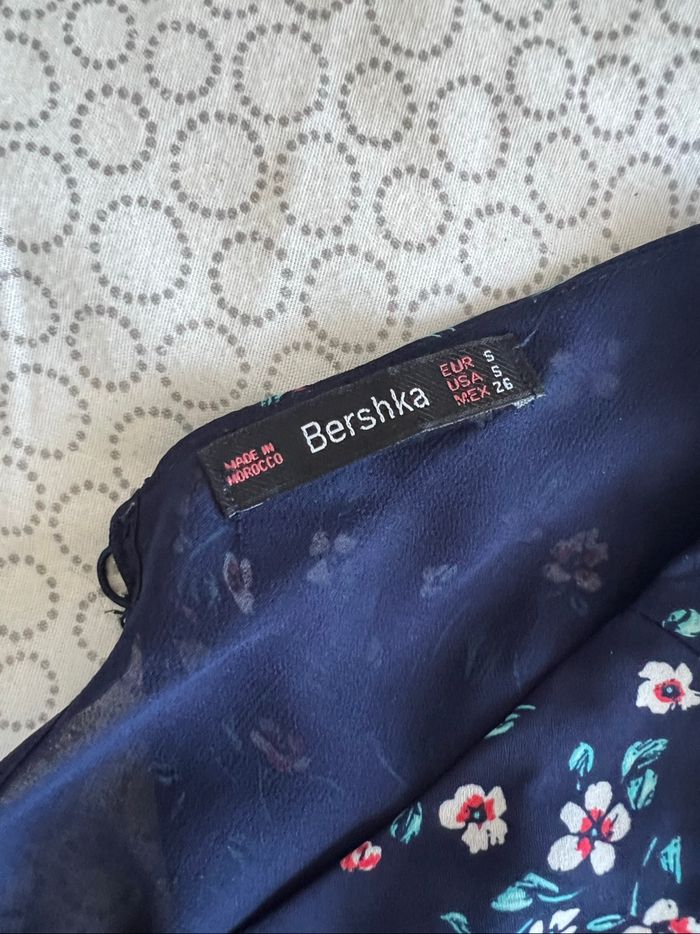 MADE IN
MOROCCO
Bershka
EUR S
USA S
MEX 26